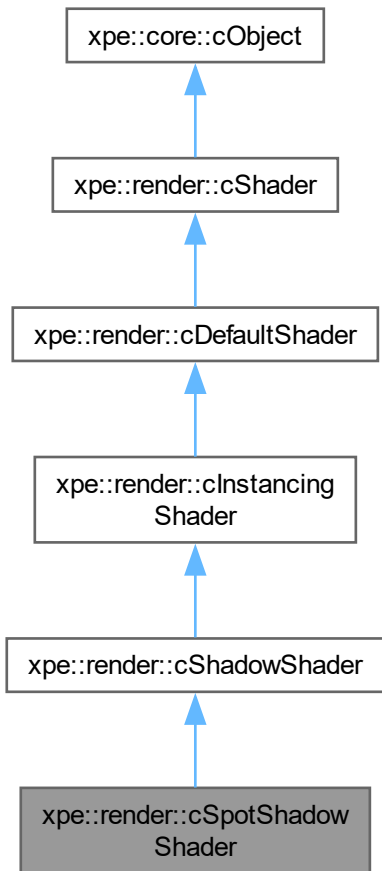 xpe::core::cObject
xpe::render::cShader
xpe::render::cDefaultShader
xpe::render::cInstancing
Shader
xpe::render::cShadowShader
xpe::render::cSpotShadow
Shader